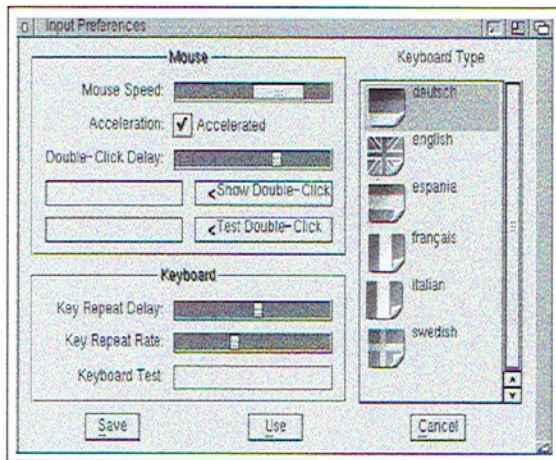 Input Preferences
Mouse
Mouse Speed:
Acceleration: Accelerated
Double-Click Delay:
<Show Double-Click
<Test Double-Click
Keyboard
Key Repeat Delay:
Key Repeat Rate:
Keyboard Test
Keyboard Type
deutsch
english
espania
français
italian
swedish
Save
Use
Cancel